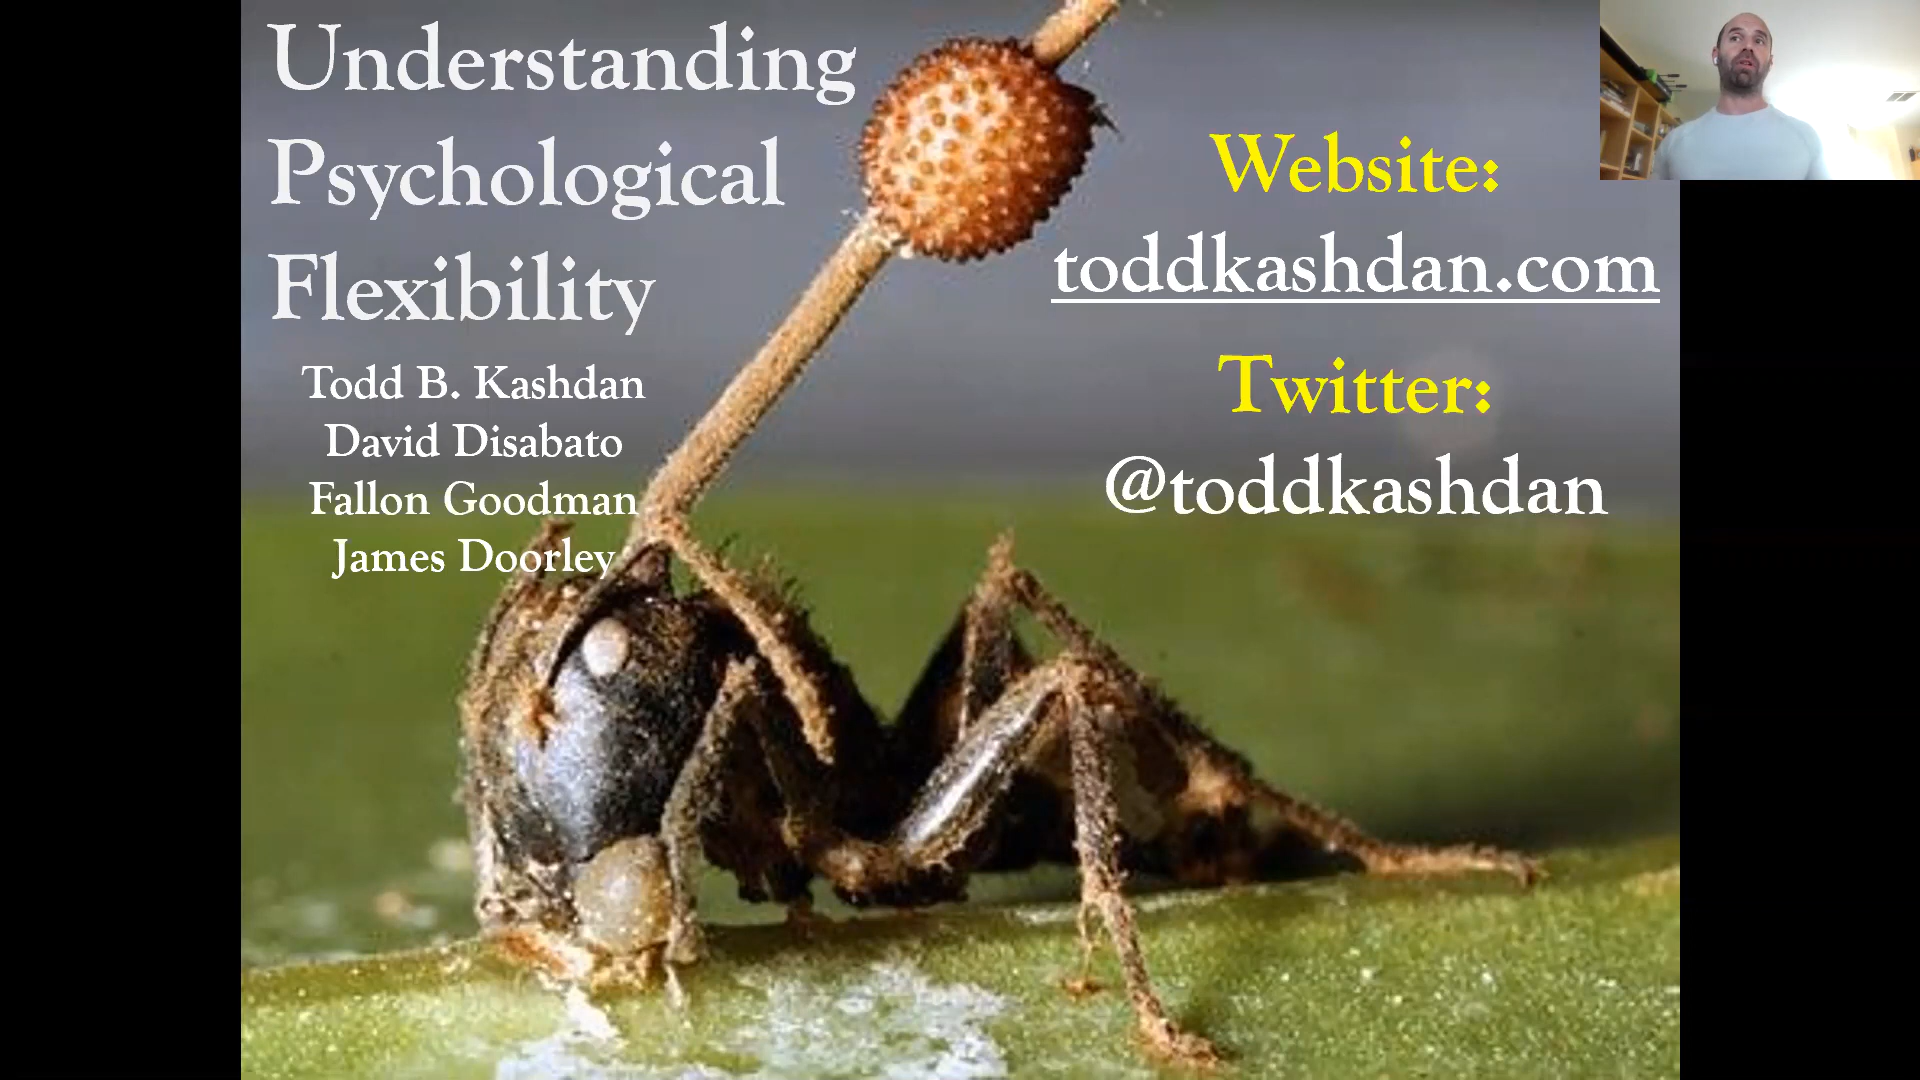 Understanding
Psychological
Flexibility
Todd B. Kashdan
David Disabato
Fallon Goodman
James Doorley
Website:
toddkashdan.com
Twitter:
@toddkashdan